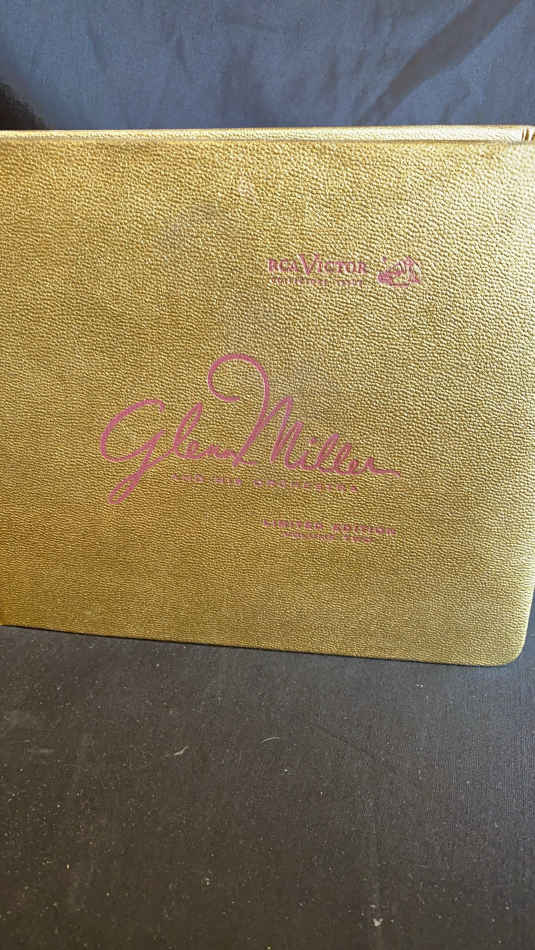 RCA VICTOR
Glenn Miller
AND HIS ORCHESTRA
LIMITED EDITION